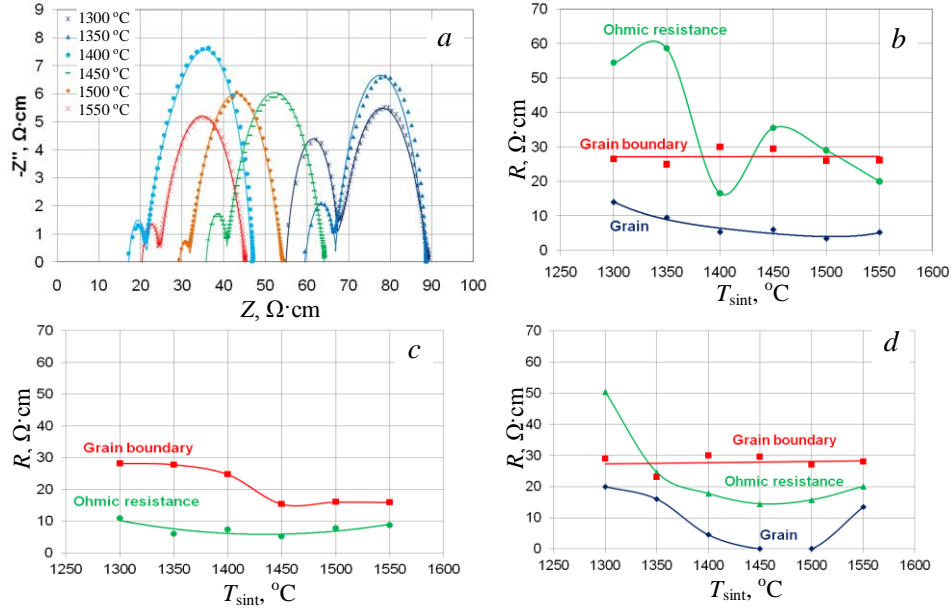 a
-Z", Ω·cm
9
8
7
6
5
4
3
2
1
0
1300 °C
1350 °C
1400 °C
1450 °C
1500 °C
1550 °C
0 10 20 30 40 50 60 70 80 90 100
Z, Ω·cm
b
R, Ω·cm
70
60
50
40
30
20
10
0
Ohmic resistance
Grain boundary
Grain
1250 1300 1350 1400 1450 1500 1550 1600
Tsint, °C
c
R, Ω·cm
70
60
50
40
30
20
10
0
Grain boundary
Ohmic resistance
1250 1300 1350 1400 1450 1500 1550 1600
Tsint, °C
d
R, Ω·cm
70
60
50
40
30
20
10
0
Grain boundary
Ohmic resistance
Grain
1250 1300 1350 1400 1450 1500 1550 1600
Tsint, °C